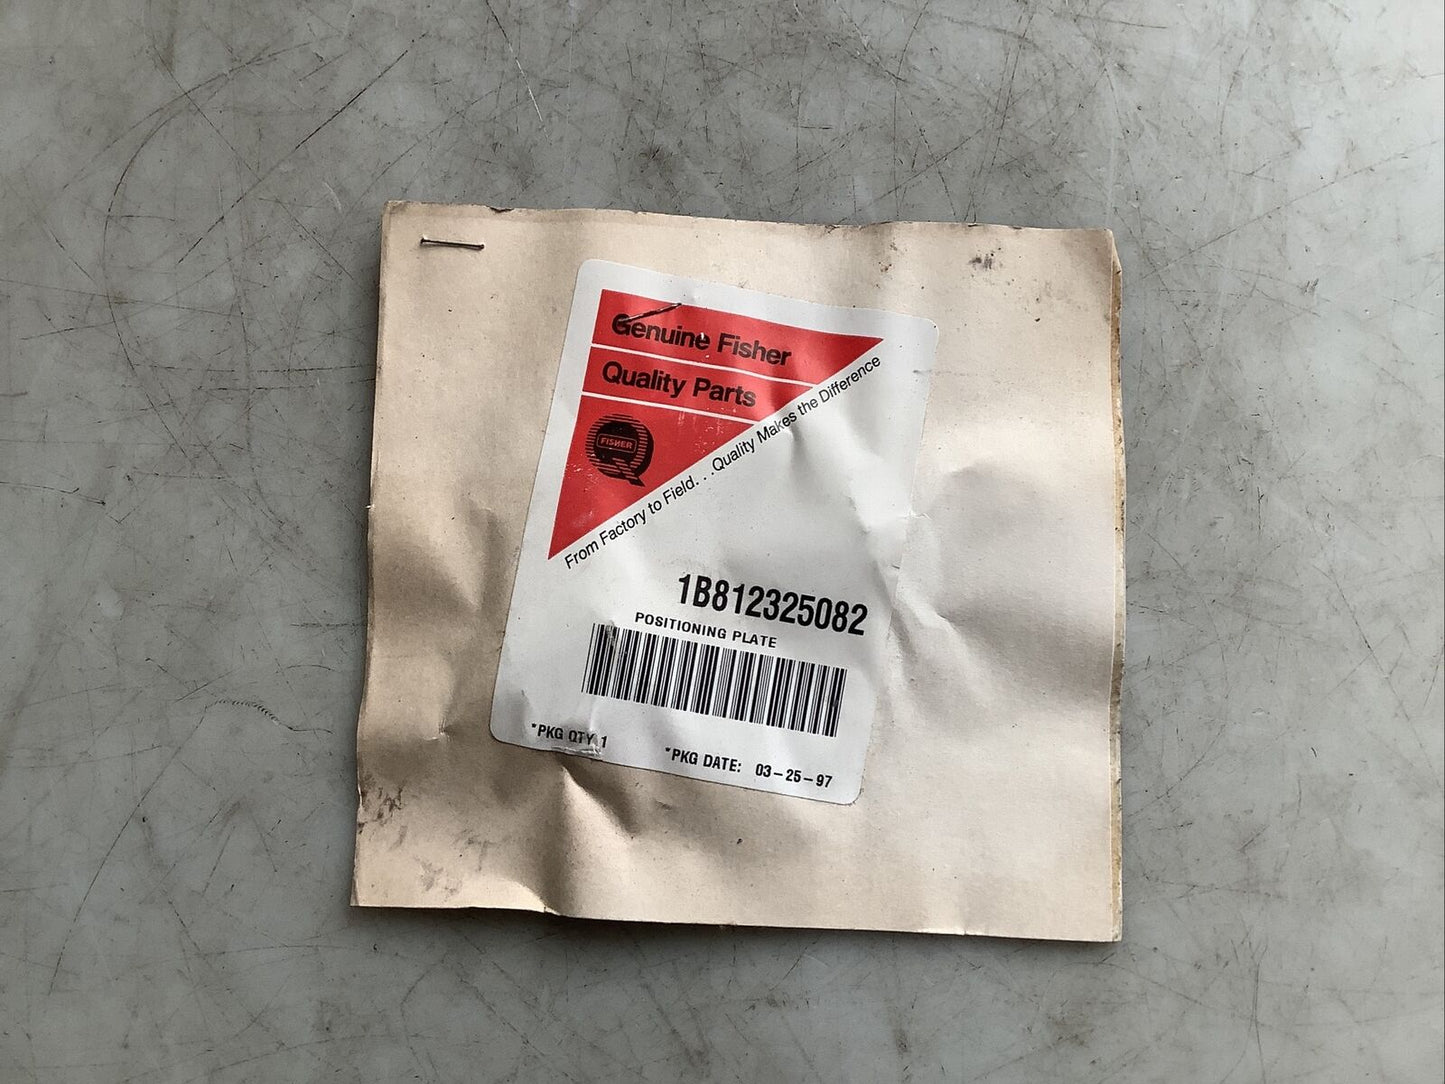 Genuine Fisher
Quality Parts
FISHER
From Factory to Field. . .Quality Makes the Difference
1B812325082
POSITIONING PLATE
*PKG QTY 1
*PKG DATE: 03-25-97